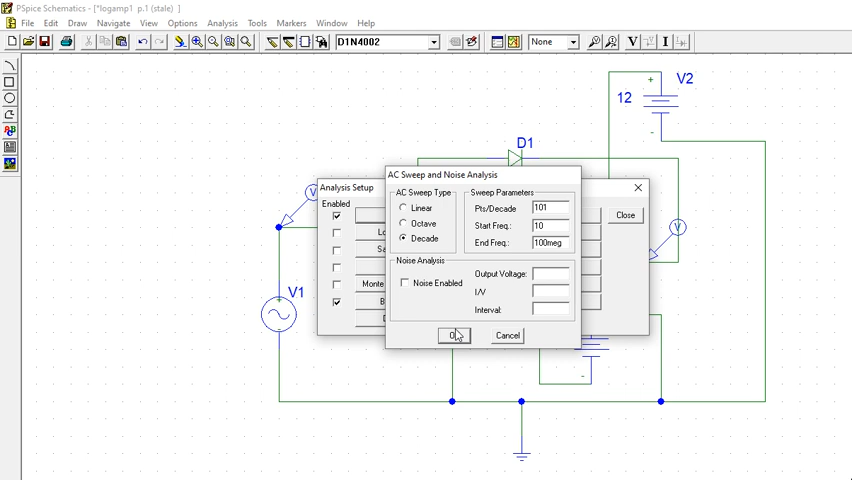 PSpice Schematics - [*logamp1 p.1 (stale) ]
File Edit Draw Navigate View Options Analysis Tools Markers Window Help
D1N4002 None V I
V2
+
12
-
D1
AC Sweep and Noise Analysis
Analysis Setup
AC Sweep Type Sweep Parameters
Enabled
Linear Pts/Decade 101
Octave Start Freq.: 10 Close
Decade End Freq.: 100meg
V
V
Noise Analysis
Noise Enabled Output Voltage:
Monte I/V
V1
+
Interval:
Cancel
-